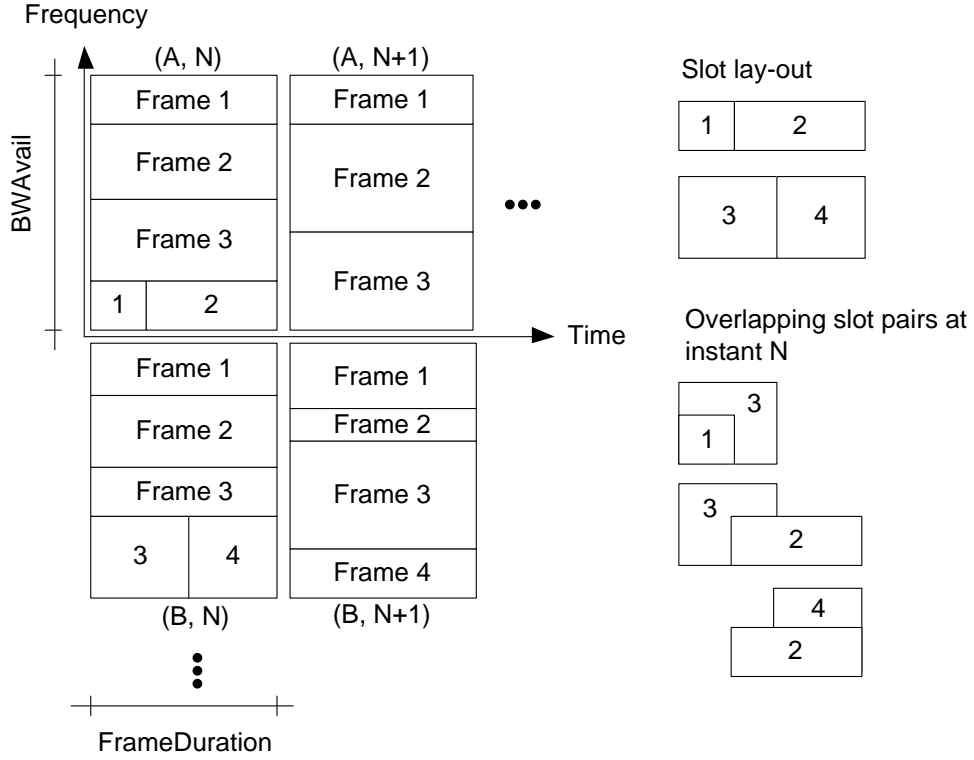 Frequency
(A, N)
(A, N+1)
BWAvail
Frame 1
Frame 2
Frame 3
1
2
Frame 1
Frame 2
Frame 3
Time
Frame 1
Frame 2
Frame 3
3
4
(B, N)
Frame 1
Frame 2
Frame 3
Frame 4
(B, N+1)
FrameDuration
Slot lay-out
1
2
3
4
Overlapping slot pairs at
instant N
3
1
3
2
4
2